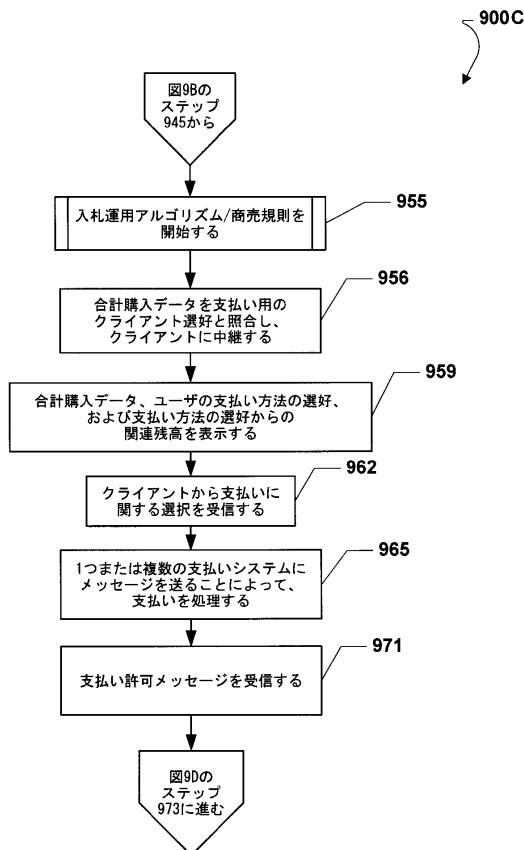 900C
図9Bの
ステップ
945から
入札運用アルゴリズム/商売規則を
開始する
955
合計購入データを支払い用の
クライアント選好と照合し、
クライアントに中継する
956
合計購入データ、ユーザの支払い方法の選好、
および支払い方法の選好からの
関連残高を表示する
959
クライアントから支払いに
関する選択を受信する
962
1つまたは複数の支払いシステムに
メッセージを送ることによって、
支払いを処理する
965
支払い許可メッセージを受信する
971
図9Dの
ステップ
973に進む